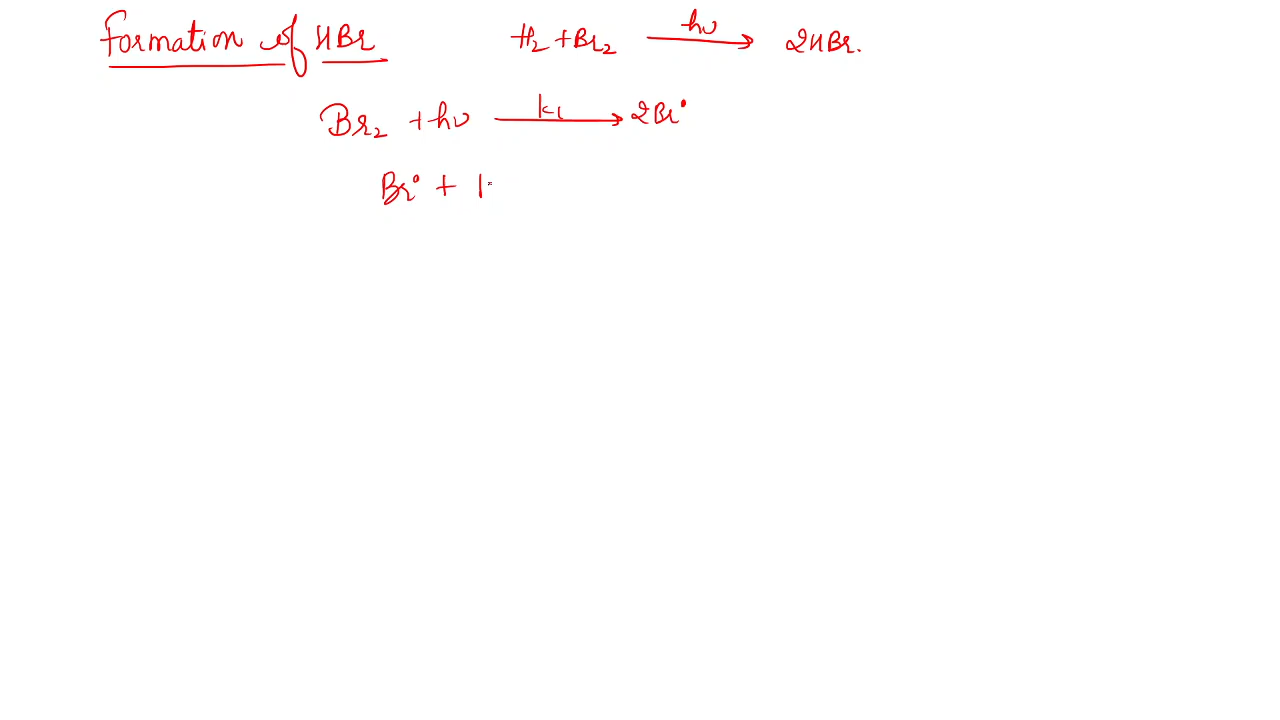 Formation of HBr H₂ + Br₂ hν→ 2HBr.
Br₂ + hν k₁→ 2Br•
Br• +